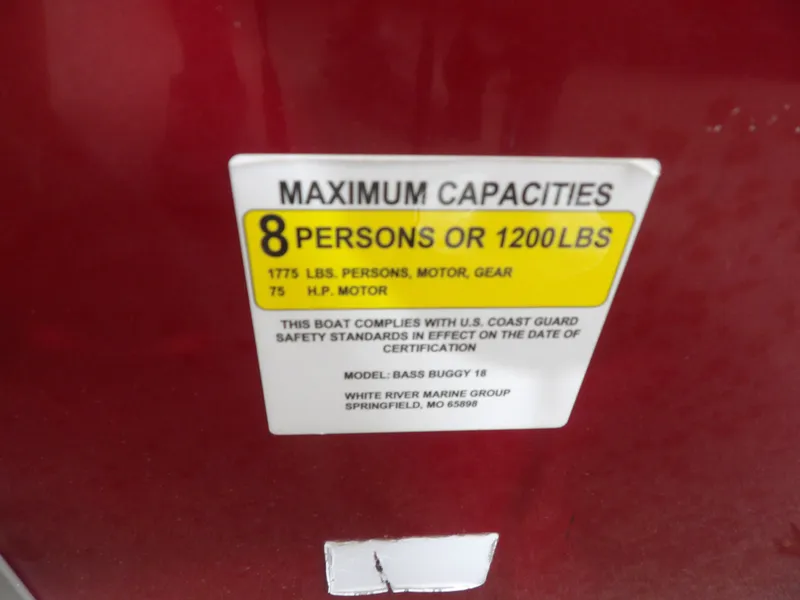 MAXIMUM CAPACITIES
8 PERSONS OR 1200 LBS
1775 LBS. PERSONS, MOTOR, GEAR
75 H.P. MOTOR
THIS BOAT COMPLIES WITH U.S. COAST GUARD
SAFETY STANDARDS IN EFFECT ON THE DATE OF
CERTIFICATION
MODEL: BASS BUGGY 18
WHITE RIVER MARINE GROUP
SPRINGFIELD, MO 65898